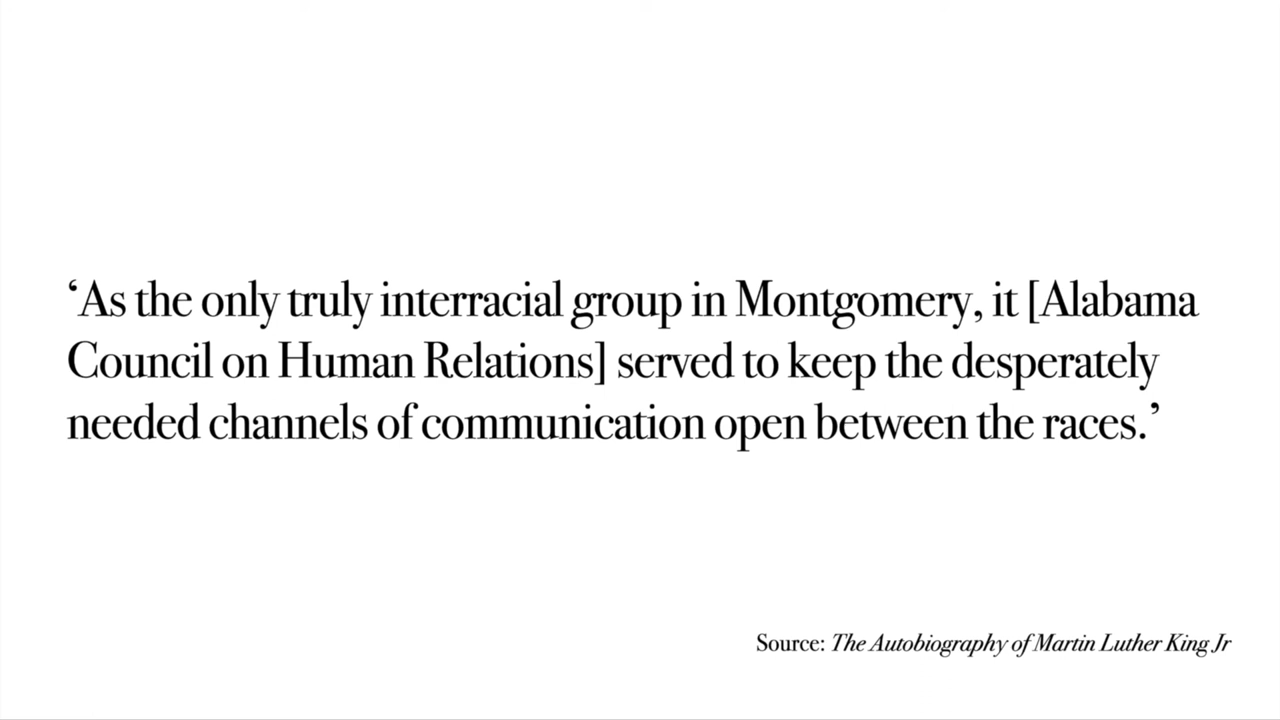 ‘As the only truly interracial group in Montgomery, it [Alabama
Council on Human Relations] served to keep the desperately
needed channels of communication open between the races.’
Source: The Autobiography of Martin Luther King Jr